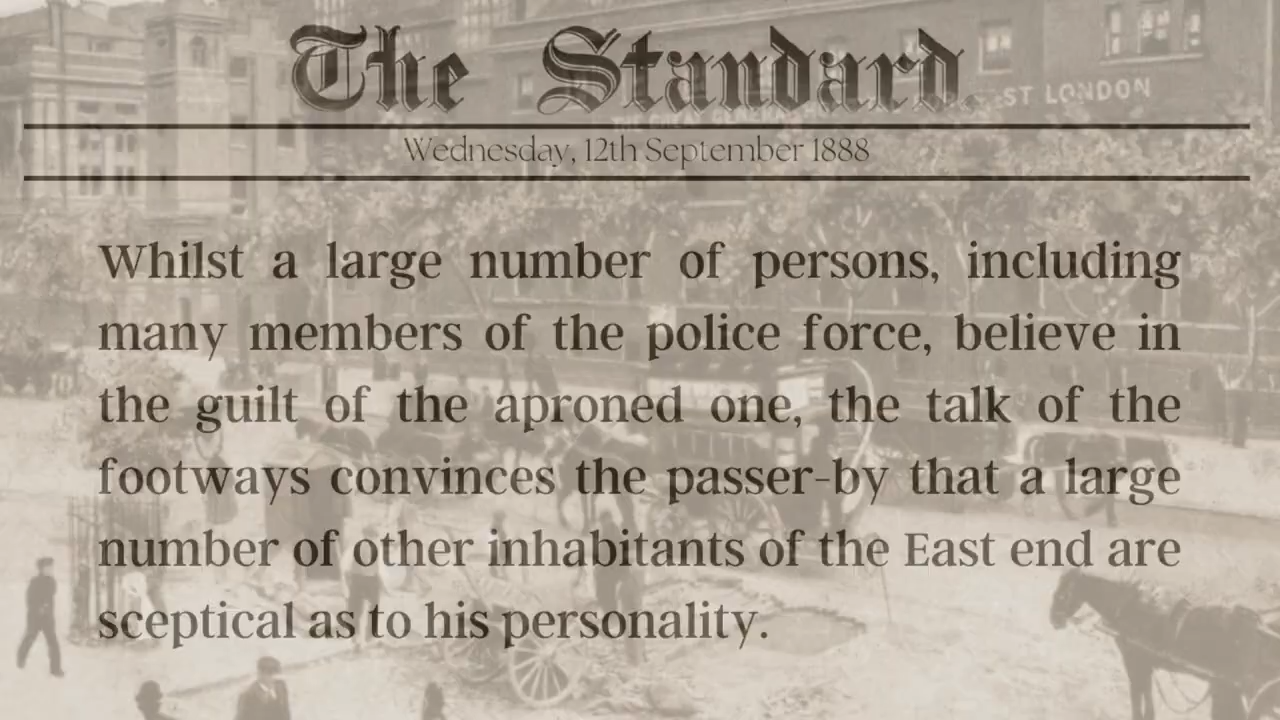 The Standard.
ST LONDON
Wednesday, 12th September 1888
Whilst a large number of persons, including
many members of the police force, believe in
the guilt of the aproned one, the talk of the
footways convinces the passer-by that a large
number of other inhabitants of the East end are
sceptical as to his personality.